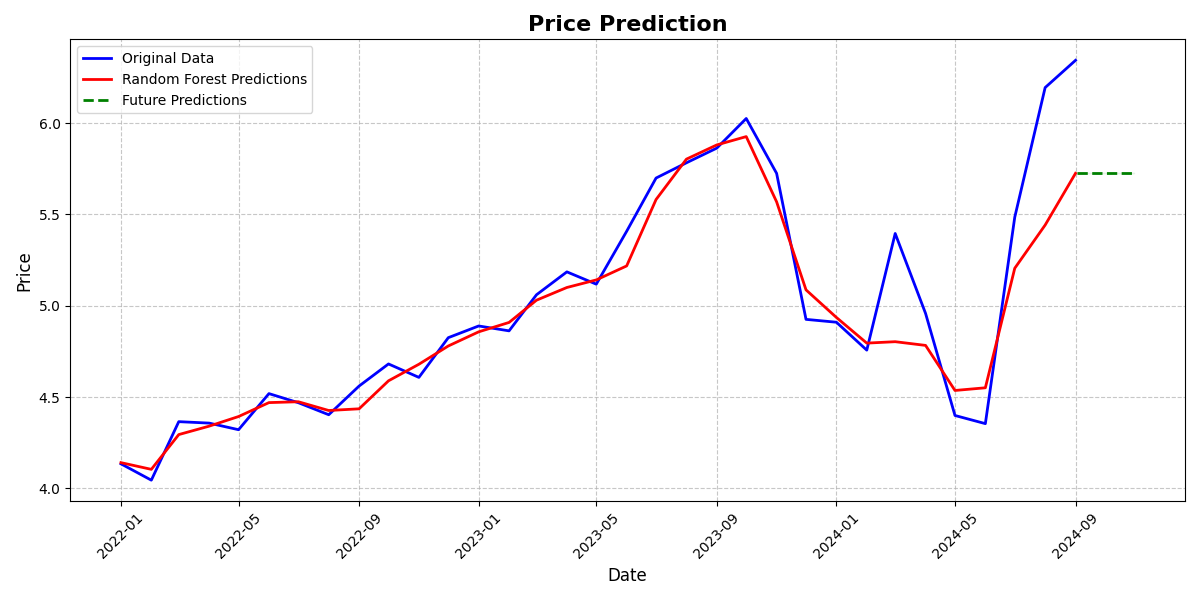 Price Prediction
Original Data
Random Forest Predictions
Future Predictions
Price
6.0
5.5
5.0
4.5
4.0
2022-01
2022-05
2022-09
2023-01
2023-05
2023-09
2024-01
2024-05
2024-09
Date